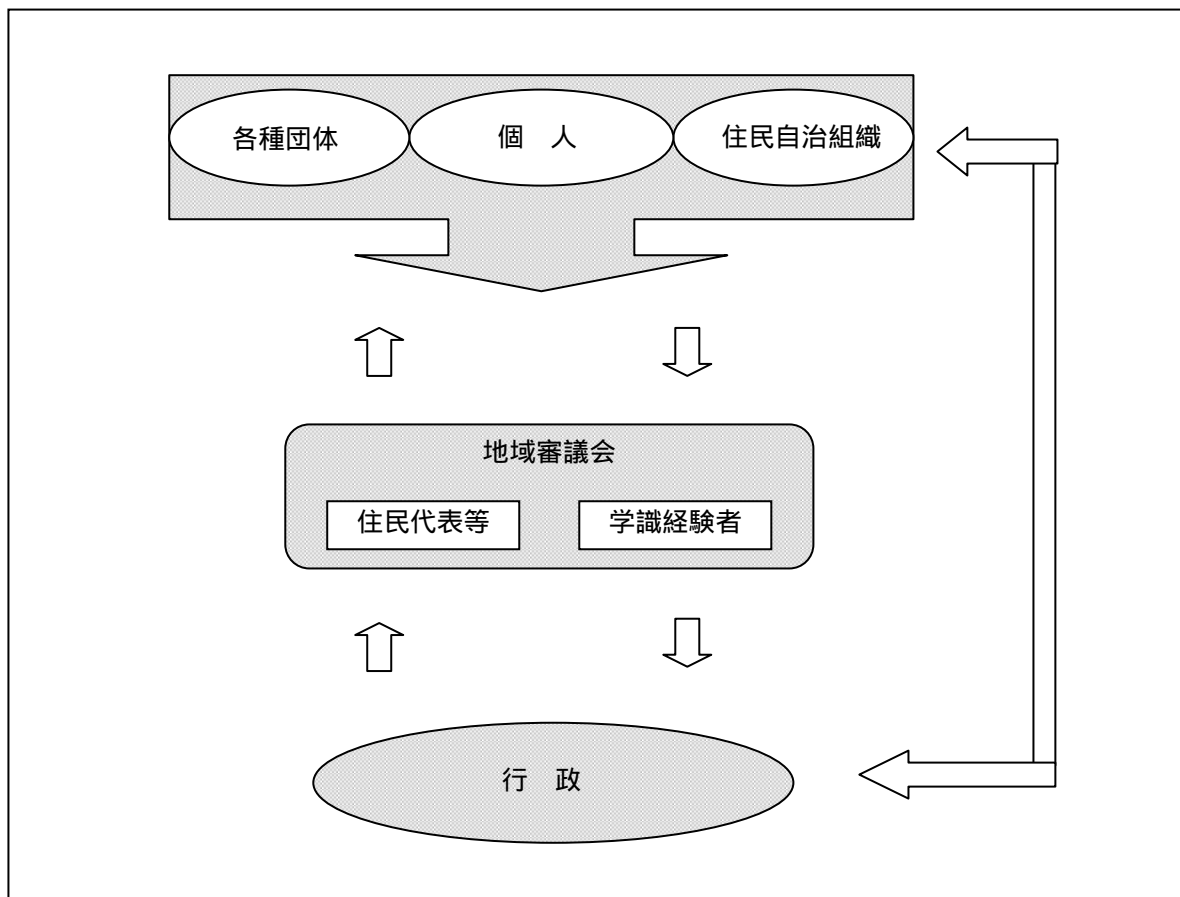 各種団体
個　人
住民自治組織
地域審議会
住民代表等
学識経験者
行　政